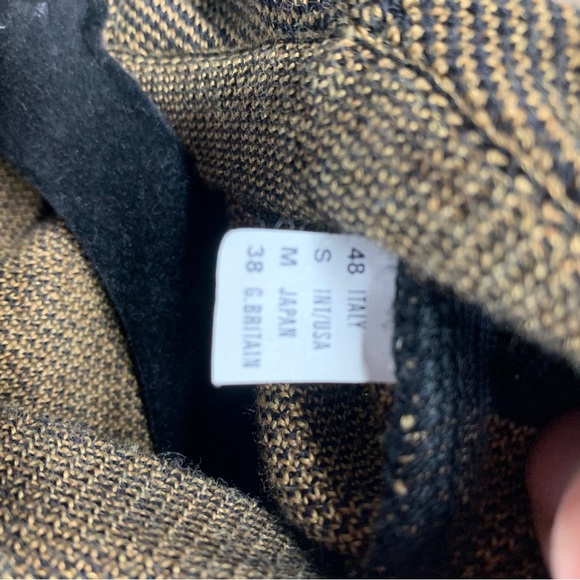 48 ITALY
S INT/USA
M JAPAN
38 G.BRITAIN